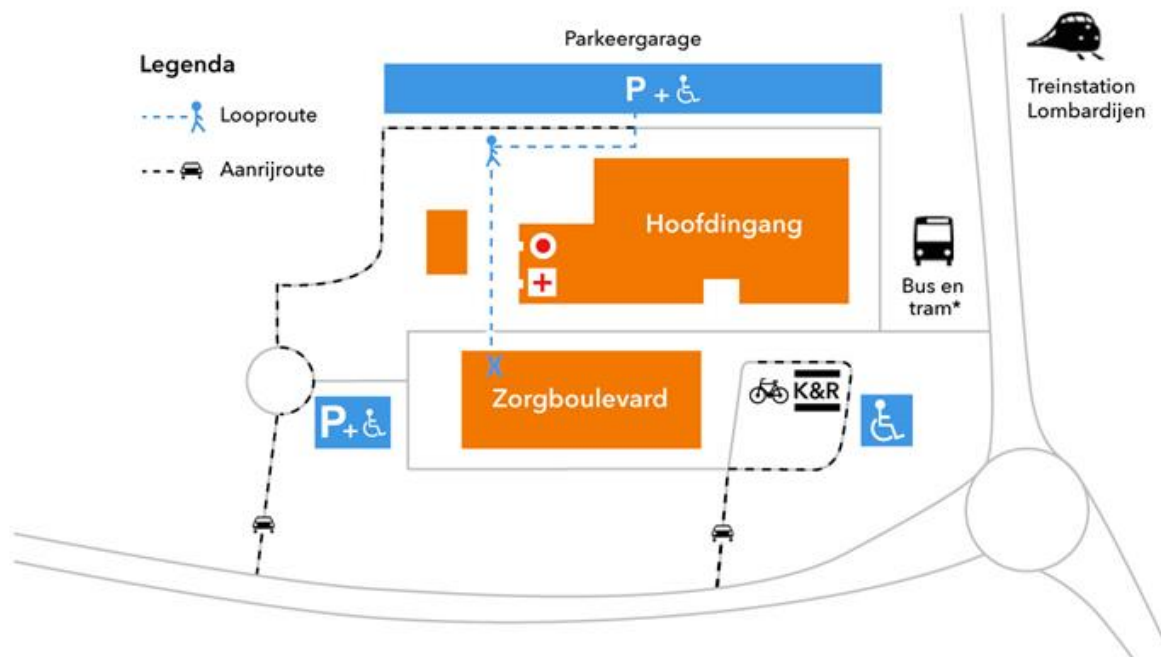 Parkeergarage
Legenda
P + 
Looproute
Aanrijroute
Treinstation
Lombardijen
Hoofdingang
Bus en
tram*
X
Zorgboulevard
K&R
P+